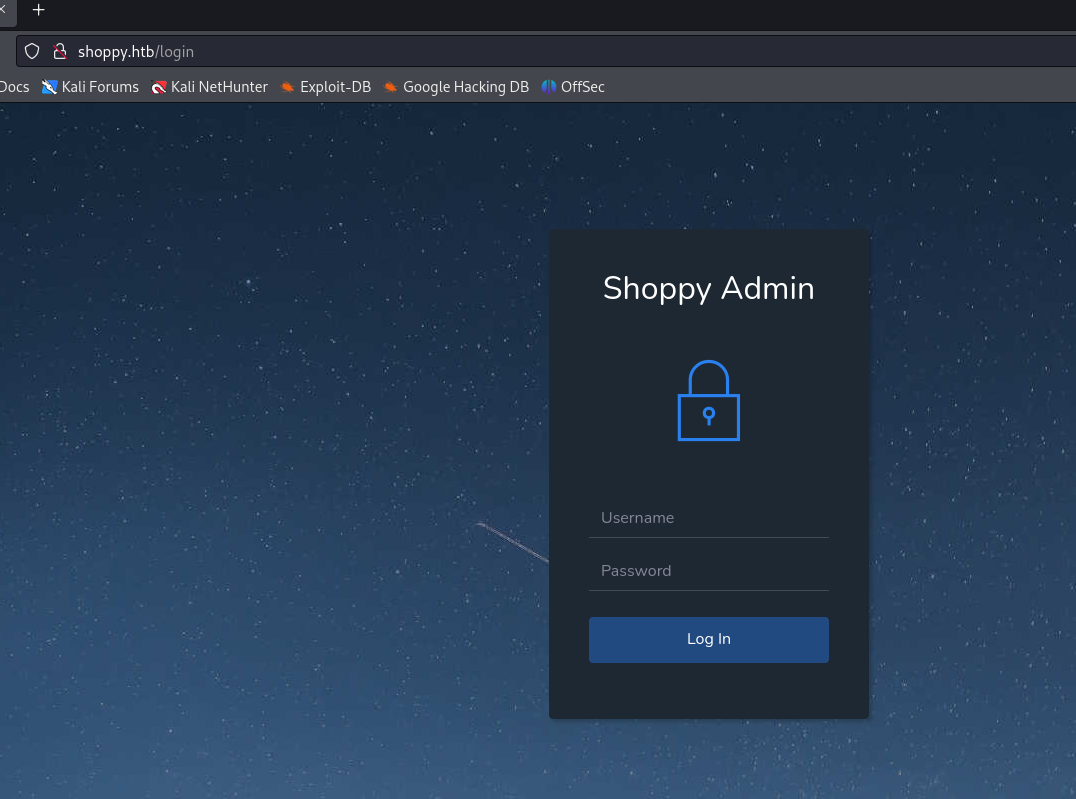 shoppy.htb/login
Docs Kali Forums Kali NetHunter Exploit-DB Google Hacking DB OffSec
Shoppy Admin
Username
Password
Log In